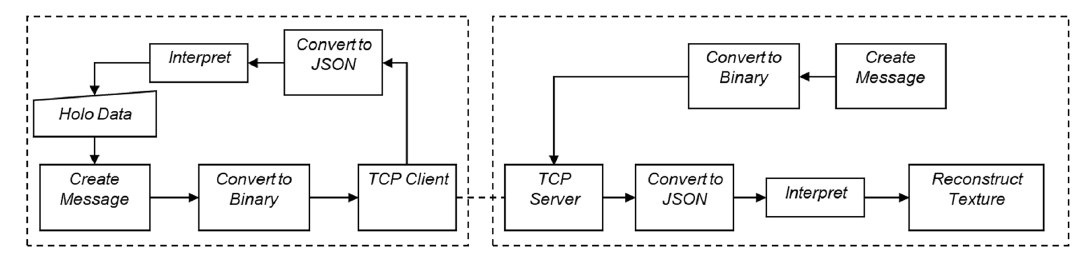 Interpret
Convert to
JSON
Holo Data
Create
Message
Convert to
Binary
TCP Client
Convert to
Binary
Create
Message
TCP
Server
Convert to
JSON
Interpret
Reconstruct
Texture